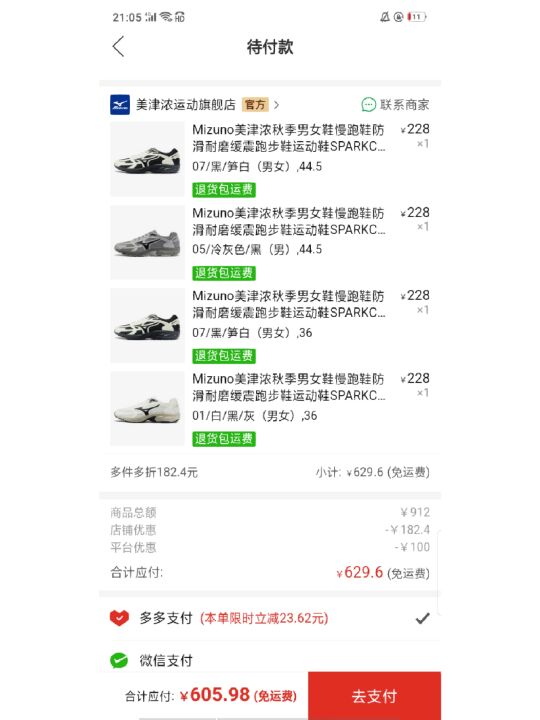 21:05
11
待付款
美津浓运动旗舰店 官方 >
联系商家
Mizuno美津浓秋季男女鞋慢跑鞋防
滑耐磨缓震跑步鞋运动鞋SPARKC...
¥228
×1
07/黑/笋白（男女）,44.5
退货包运费
Mizuno美津浓秋季男女鞋慢跑鞋防
滑耐磨缓震跑步鞋运动鞋SPARKC...
¥228
×1
05/冷灰色/黑（男）,44.5
退货包运费
Mizuno美津浓秋季男女鞋慢跑鞋防
滑耐磨缓震跑步鞋运动鞋SPARKC...
¥228
×1
07/黑/笋白（男女）,36
退货包运费
Mizuno美津浓秋季男女鞋慢跑鞋防
滑耐磨缓震跑步鞋运动鞋SPARKC...
¥228
×1
01/白/黑/灰（男女）,36
退货包运费
多件多折182.4元 小计: ¥629.6 (免运费)
商品总额 ¥912
店铺优惠 -¥182.4
平台优惠 -¥100
合计应付: ¥629.6 (免运费)
多多支付 (本单限时立减23.62元)
微信支付
合计应付: ¥605.98 (免运费)
去支付